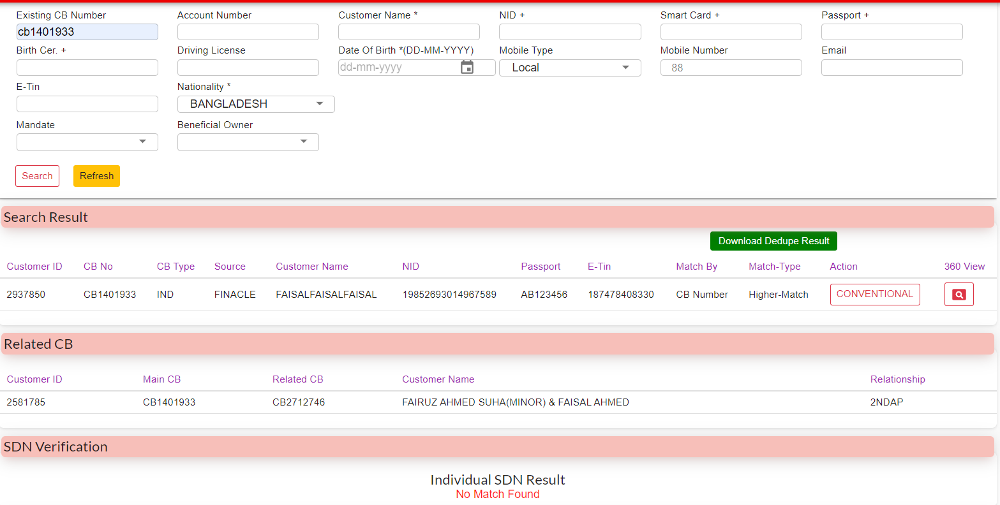 Existing CB Number Account Number Customer Name * NID + Smart Card + Passport +
cb1401933
Birth Cer. + Driving License Date Of Birth *(DD-MM-YYYY) Mobile Type Mobile Number Email
dd-mm-yyyy Local 88
E-Tin Nationality *
BANGLADESH
Mandate Beneficial Owner
Search Refresh
Search Result
Download Dedupe Result
Customer ID CB No CB Type Source Customer Name NID Passport E-Tin Match By Match-Type Action 360 View
2937850 CB1401933 IND FINACLE FAISALFAISALFAISAL 19852693014967589 AB123456 187478408330 CB Number Higher-Match CONVENTIONAL
Related CB
Customer ID Main CB Related CB Customer Name Relationship
2581785 CB1401933 CB2712746 FAIRUZ AHMED SUHA(MINOR) & FAISAL AHMED 2NDAP
SDN Verification
Individual SDN Result
No Match Found